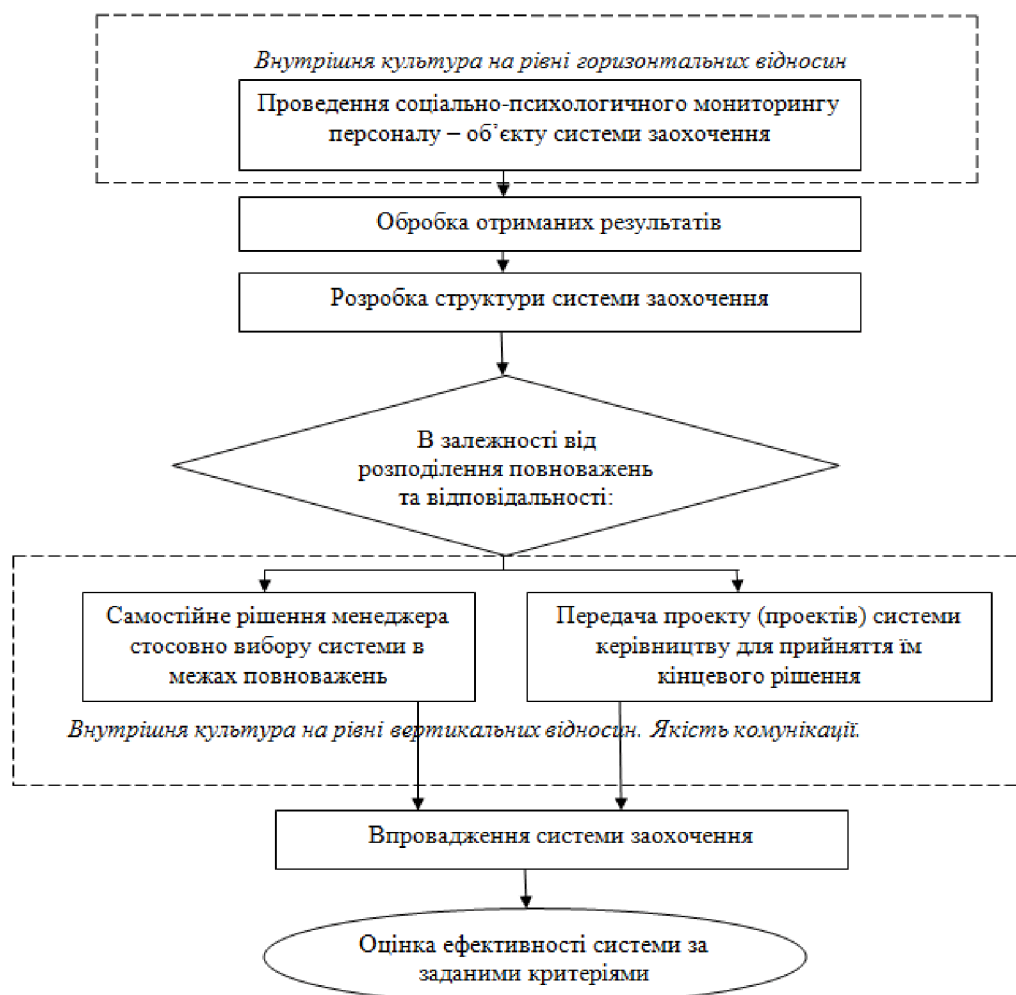 Внутрішня культура на рівні горизонтальних відносин
Проведення соціально-психологичного мониторингу
персоналу – об’єкту системи заохочення
Обробка отриманих результатів
Розробка структури системи заохочення
В залежності від
розподілення повноважень
та відповідальності:
Самостійне рішення менеджера
стосовно вибору системи в
межах повноважень
Передача проекту (проектів) системи
керівництву для прийняття їм
кінцевого рішення
Внутрішня культура на рівні вертикальних відносин. Якість комунікації.
Впровадження системи заохочення
Оцінка ефективності системи за
заданими критеріями